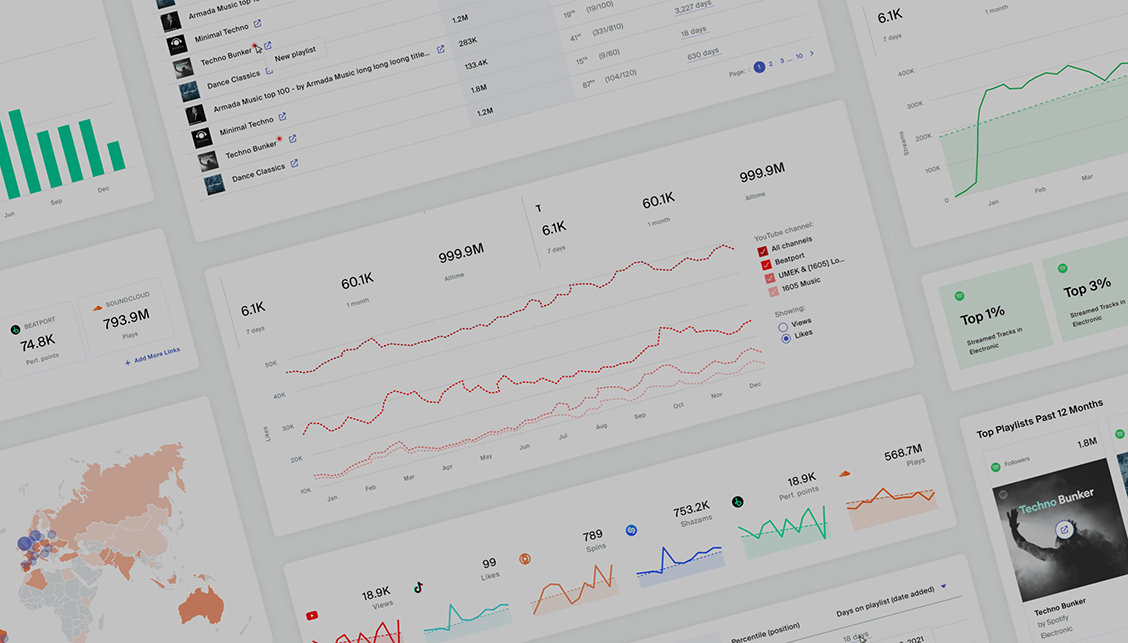 Armada Music top 10
Minimal Techno
Techno Bunker
New playlist
Dance Classics
Armada Music top 100 - by Armada Music long long loong title...
Minimal Techno
Techno Bunker
Dance Classics
1.2M
283K
133.4K
1.8M
1.2M
19th (19/100)
41st (331/810)
15th (9/60)
87th (104/120)
3,227 days
18 days
630 days
Page: 1 2 3 ... 10
6.1K
7 days
1 month
400K
300K
200K
100K
0
Streams
Jan
Feb
Mar
Jun
Sep
Dec
BEATPORT
74.8K
Perf. points
SOUNDCLOUD
793.9M
Plays
+ Add More Links
6.1K
7 days
60.1K
1 month
999.9M
Alltime
T
6.1K
7 days
60.1K
1 month
999.9M
Alltime
YouTube channel:
All channels
Beatport
UMEK & [1605] Lo...
1605 Music
Showing:
Views
Likes
50K
40K
30K
20K
10K
Likes
Jan
Feb
Mar
Apr
May
Jun
Jul
Aug
Sep
Oct
Nov
Dec
Top 1%
Streamed Tracks in
Electronic
Top 3%
Streamed Tracks in
Electronic
18.9K
Views
99
Likes
789
Spins
753.2K
Shazams
18.9K
Perf. points
568.7M
Plays
Top Playlists Past 12 Months
Followers
1.8M
Techno Bunker
Techno Bunker
by Spotify
Electronic
Percentile (position)
Days on playlist (date added)
18 days
2021